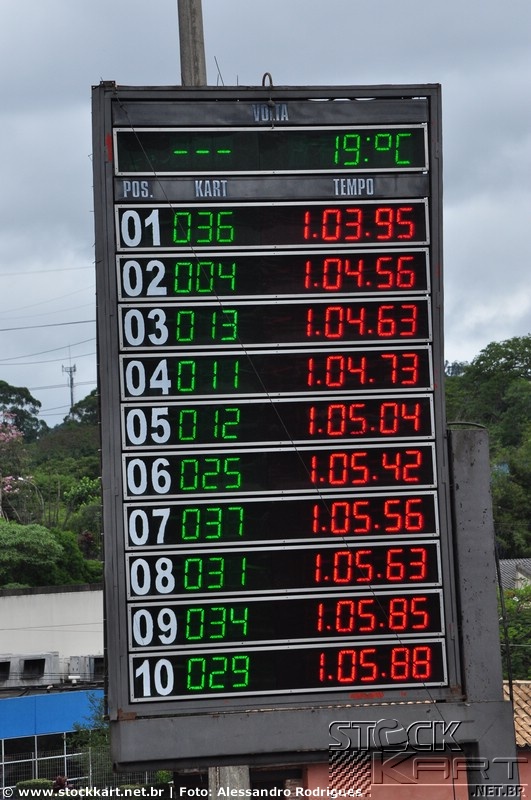 VOLTA
--- 19:ºC
POS. KART TEMPO
01 036 1.03.95
02 004 1.04.56
03 013 1.04.63
04 011 1.04.73
05 012 1.05.04
06 025 1.05.42
07 037 1.05.56
08 031 1.05.63
09 034 1.05.85
10 029 1.05.88
STOCK
KART
.NET.BR
© www.stockkart.net.br | Foto: Alessandro Rodrigues.